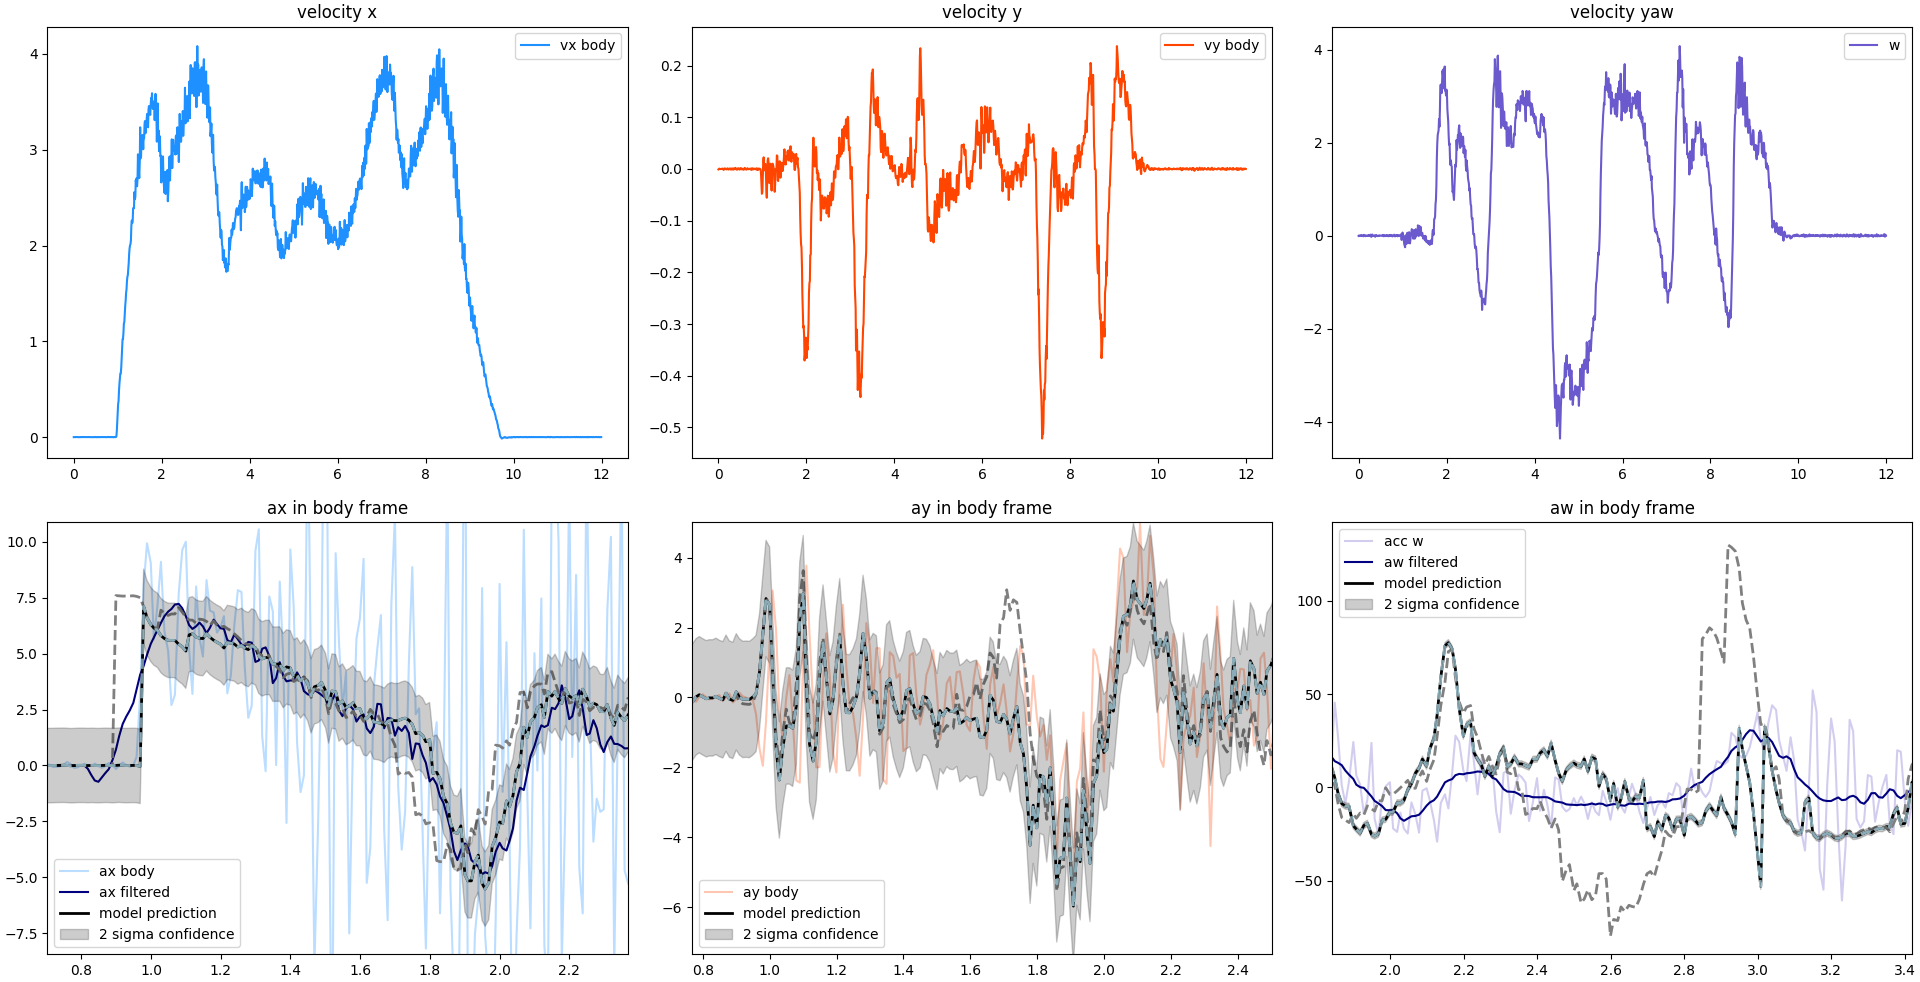 velocity x
vx body
4
3
2
1
0
0 2 4 6 8 10 12
velocity y
vy body
0.2
0.1
0.0
−0.1
−0.2
−0.3
−0.4
−0.5
0 2 4 6 8 10 12
velocity yaw
w
4
2
0
−2
−4
0 2 4 6 8 10 12
ax in body frame
10.0
7.5
5.0
2.5
0.0
−2.5
−5.0
−7.5
ax body
ax filtered
model prediction
2 sigma confidence
0.8 1.0 1.2 1.4 1.6 1.8 2.0 2.2
ay in body frame
4
2
0
−2
−4
−6
ay body
model prediction
2 sigma confidence
0.8 1.0 1.2 1.4 1.6 1.8 2.0 2.2 2.4
aw in body frame
acc w
aw filtered
model prediction
2 sigma confidence
100
50
0
−50
2.0 2.2 2.4 2.6 2.8 3.0 3.2 3.4